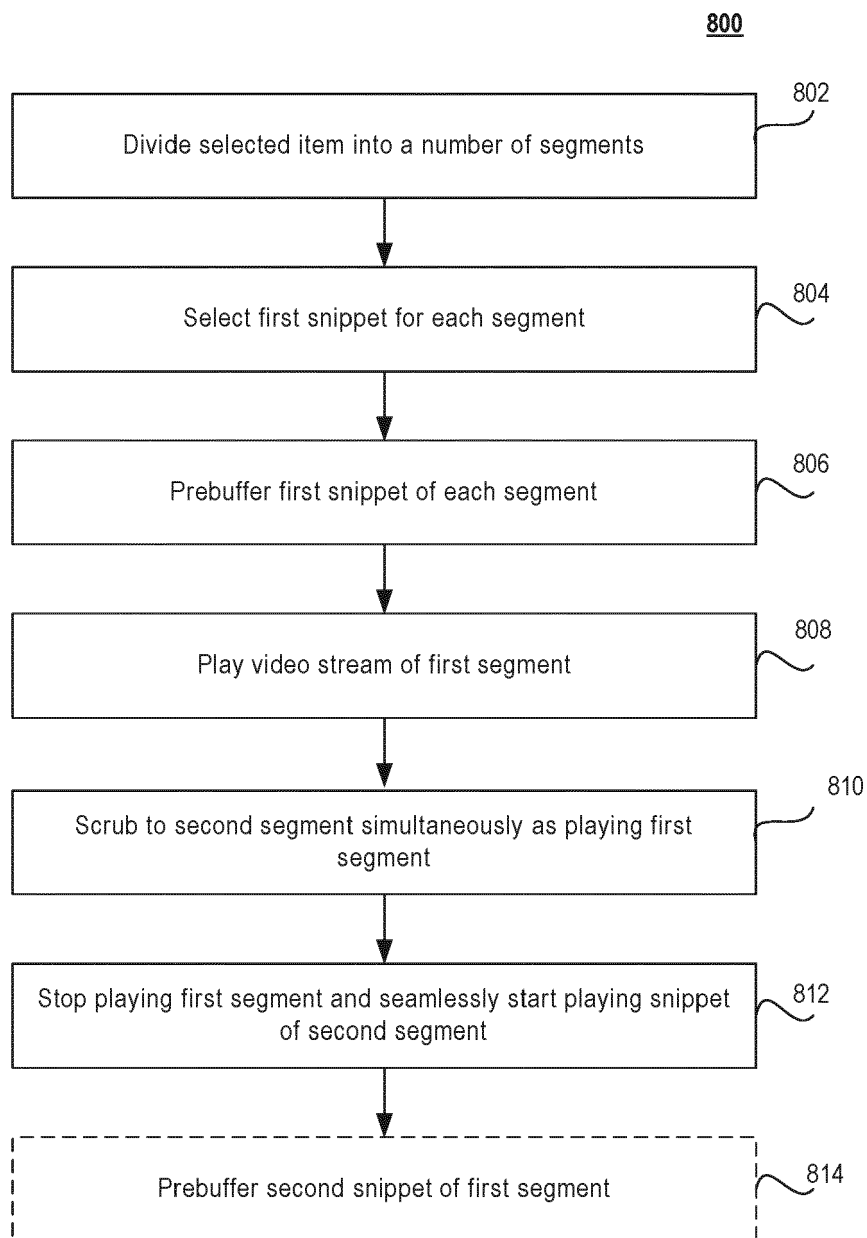 800
802
Divide selected item into a number of segments
804
Select first snippet for each segment
806
Prebuffer first snippet of each segment
808
Play video stream of first segment
810
Scrub to second segment simultaneously as playing first
segment
812
Stop playing first segment and seamlessly start playing snippet
of second segment
814
Prebuffer second snippet of first segment